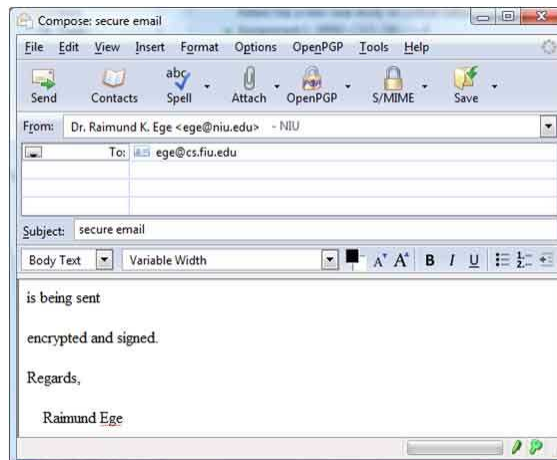 Compose: secure email
File Edit View Insert Format Options OpenPGP Tools Help
abc
Send Contacts Spell Attach OpenPGP S/MIME Save
From: Dr. Raimund K. Ege <ege@niu.edu> - NIU
To: ege@cs.fiu.edu
Subject: secure email
Body Text Variable Width A A B I U
is being sent
encrypted and signed.
Regards,
Raimund Ege